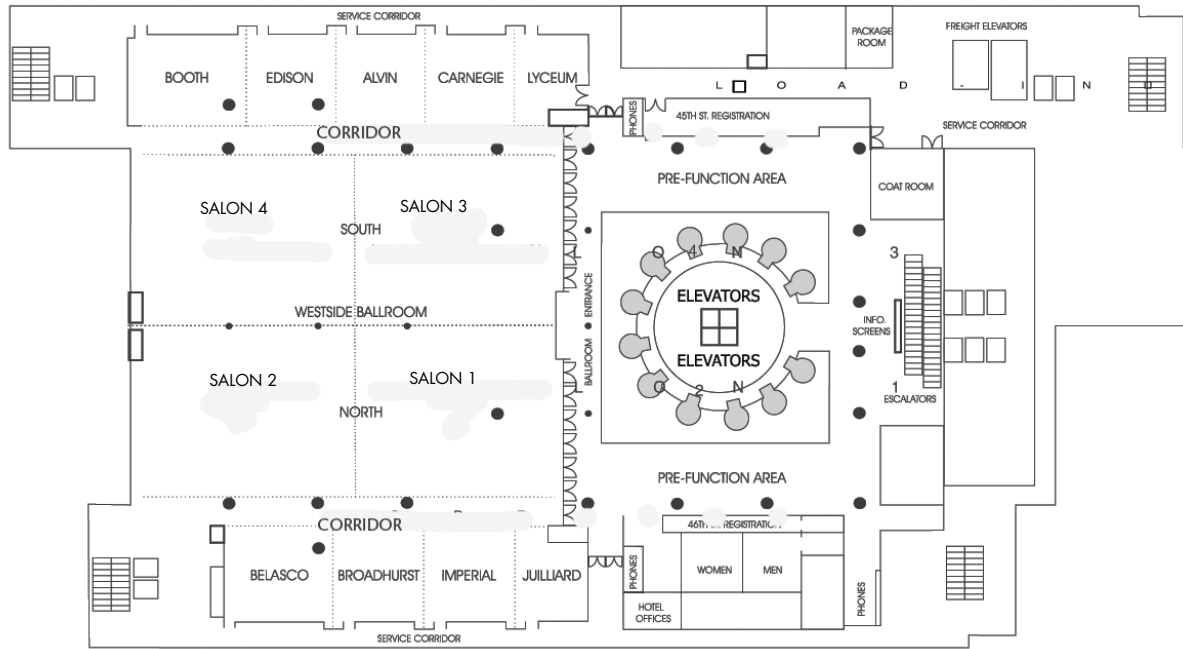 SERVICE CORRIDOR
FREIGHT ELEVATORS
PACKAGE
ROOM
BOOTH
EDISON
ALVIN
CARNEGIE
LYCEUM
L O A D - I N
PHONES
45TH ST. REGISTRATION
SERVICE CORRIDOR
CORRIDOR
PRE-FUNCTION AREA
COAT ROOM
SALON 4
SALON 3
SOUTH
3
ELEVATORS
ENTRANCE
WESTSIDE BALLROOM
INFO.
SCREENS
BALLROOM
ELEVATORS
SALON 2
SALON 1
1
ESCALATORS
NORTH
PRE-FUNCTION AREA
CORRIDOR
46TH ST. REGISTRATION
BELASCO
BROADHURST
IMPERIAL
JUILLIARD
PHONES
WOMEN
MEN
PHONES
HOTEL
OFFICES
SERVICE CORRIDOR